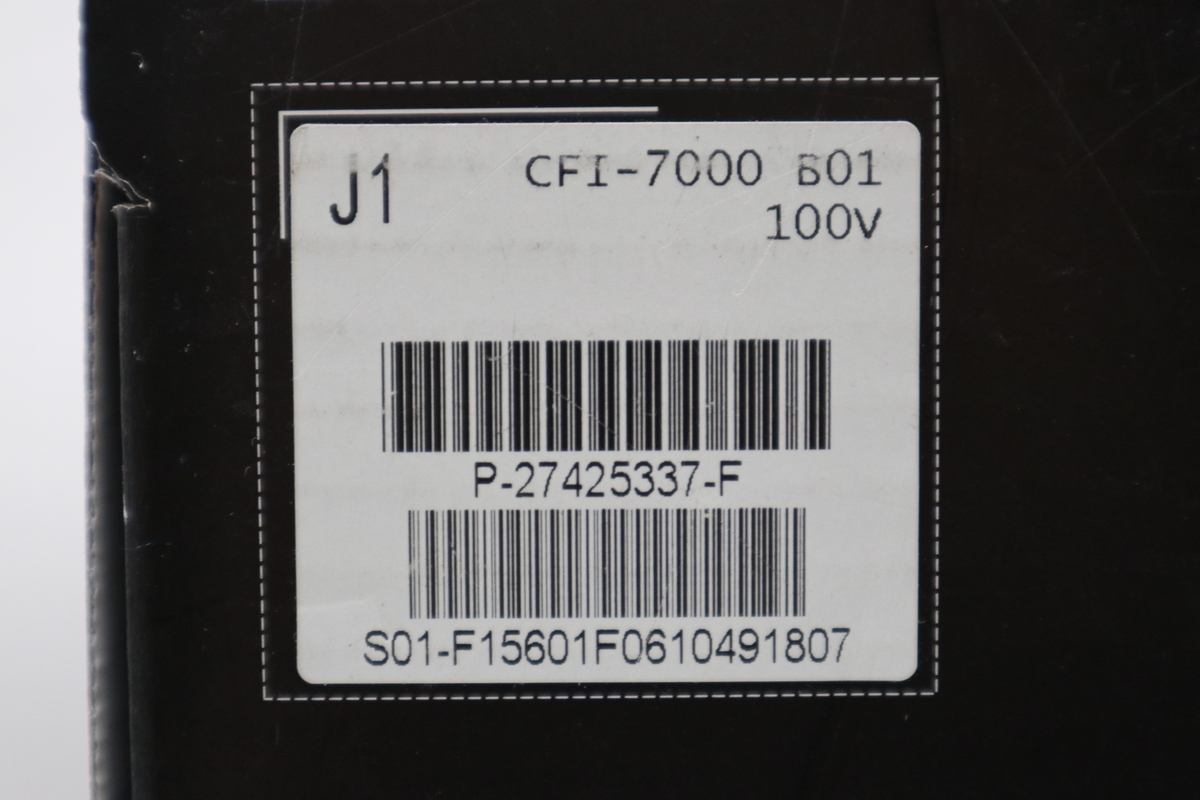 J1
CFI-7000 B01
100V
P-27425337-F
S01-F15601F0610491807